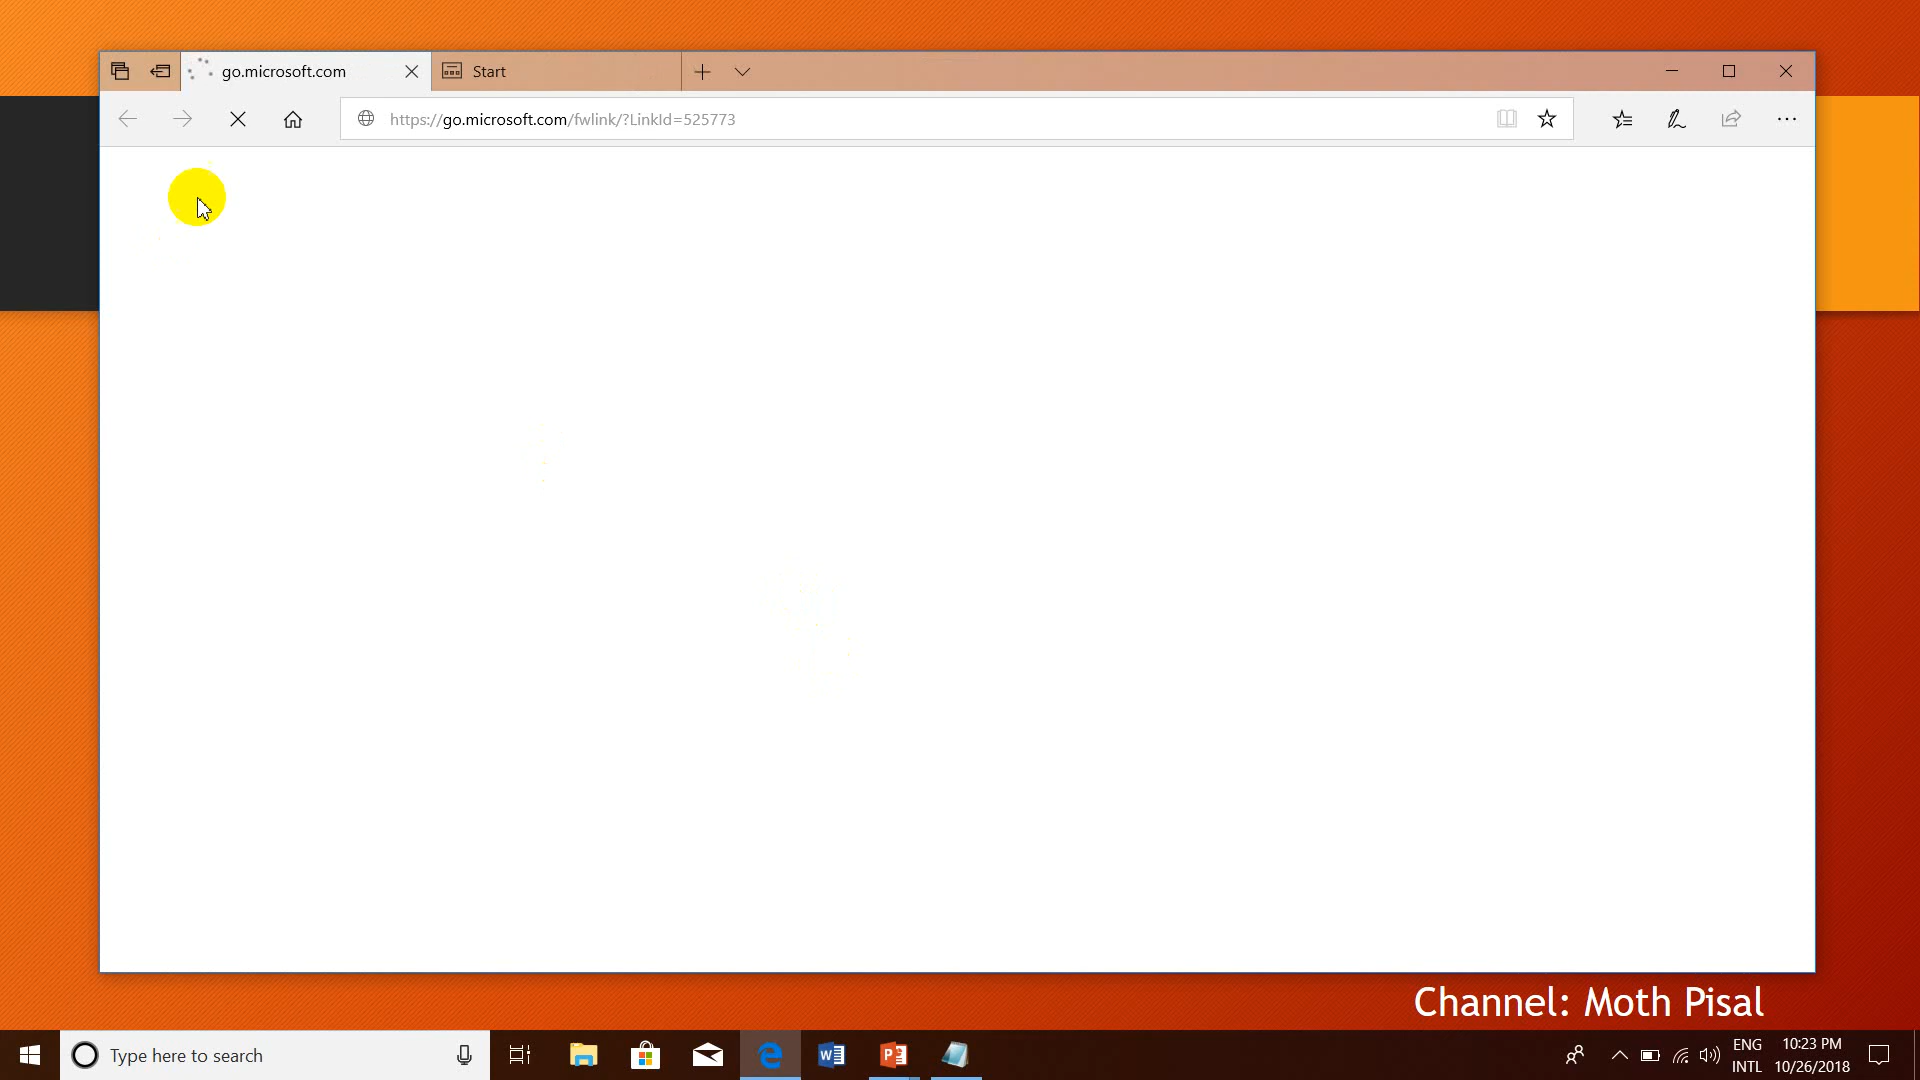 go.microsoft.com
Start
https://go.microsoft.com/fwlink/?LinkId=525773
Channel: Moth Pisal
Type here to search
ENG
INTL
10:23 PM
10/26/2018